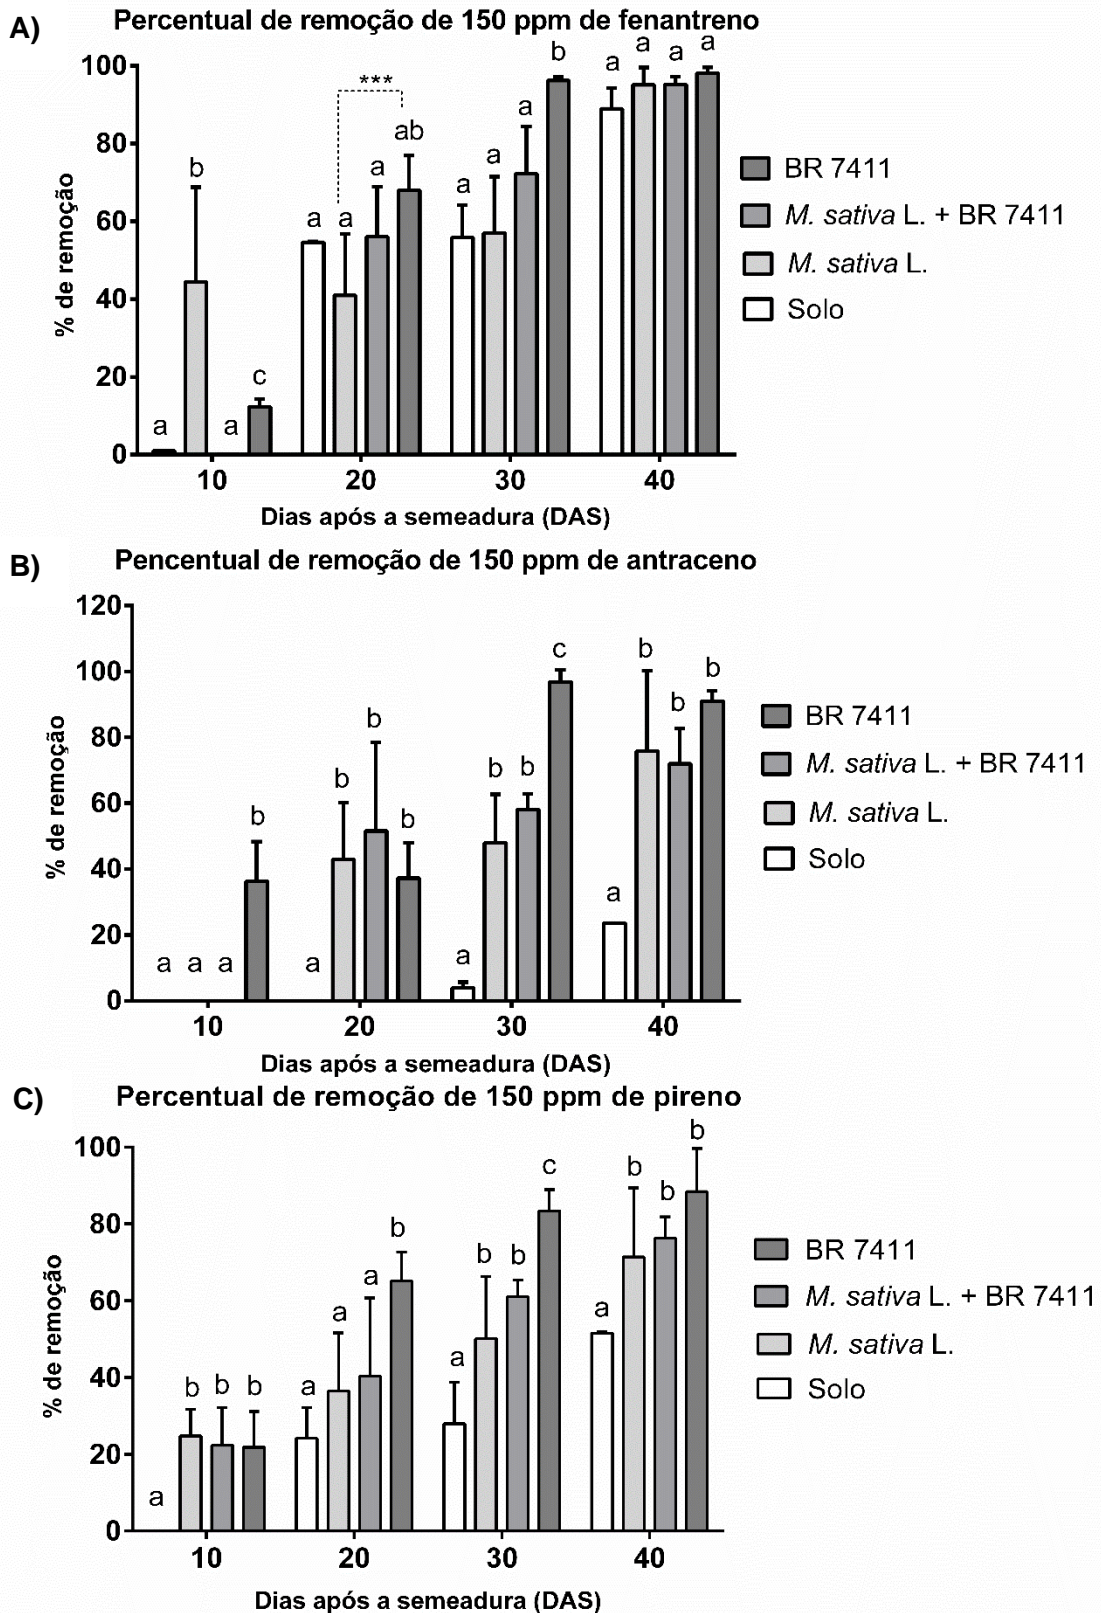 A)
Percentual de remoção de 150 ppm de fenantreno
% de remoção
100
80
60
40
20
0
a
b
a
c
a
a
a
ab
***
a
a
a
b
a
a
a
a
10
20
30
40
Dias após a semeadura (DAS)
BR 7411
M. sativa L. + BR 7411
M. sativa L.
Solo
B)
Pencentual de remoção de 150 ppm de antraceno
% de remoção
120
100
80
60
40
20
0
a
a
a
b
a
b
b
b
a
b
b
c
a
b
b
b
10
20
30
40
Dias após a semeadura (DAS)
BR 7411
M. sativa L. + BR 7411
M. sativa L.
Solo
C)
Percentual de remoção de 150 ppm de pireno
% de remoção
100
80
60
40
20
0
a
b
b
b
a
a
a
b
a
b
b
c
a
b
b
b
10
20
30
40
Dias após a semeadura (DAS)
BR 7411
M. sativa L. + BR 7411
M. sativa L.
Solo